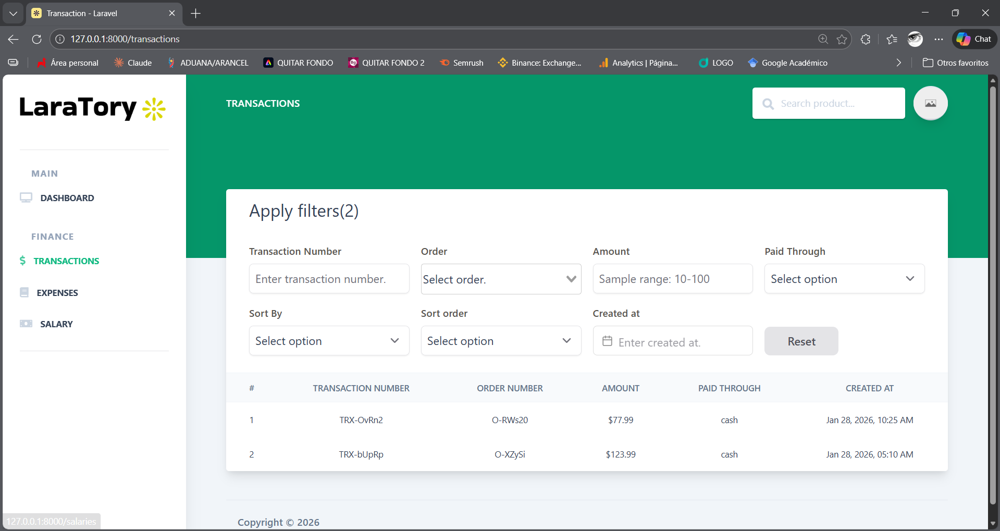 Transaction - Laravel
127.0.0.1:8000/transactions
Chat
Área personal
Claude
ADUANA/ARANCEL
QUITAR FONDO
Bg
QUITAR FONDO 2
Semrush
Binance: Exchange...
Analytics | Página...
LOGO
Google Académico
Otros favoritos
LaraTory
TRANSACTIONS
Search product...
MAIN
DASHBOARD
FINANCE
TRANSACTIONS
EXPENSES
SALARY
Apply filters(2)
Transaction Number
Order
Amount
Paid Through
Enter transaction number.
Select order.
Sample range: 10-100
Select option
Sort By
Sort order
Created at
Select option
Select option
Enter created at.
Reset
# TRANSACTION NUMBER ORDER NUMBER AMOUNT PAID THROUGH CREATED AT
1 TRX-OvRn2 O-RWs20 $77.99 cash Jan 28, 2026, 10:25 AM
2 TRX-bUpRp O-XZySi $123.99 cash Jan 28, 2026, 05:10 AM
Copyright © 2026
127.0.0.1:8000/salaries